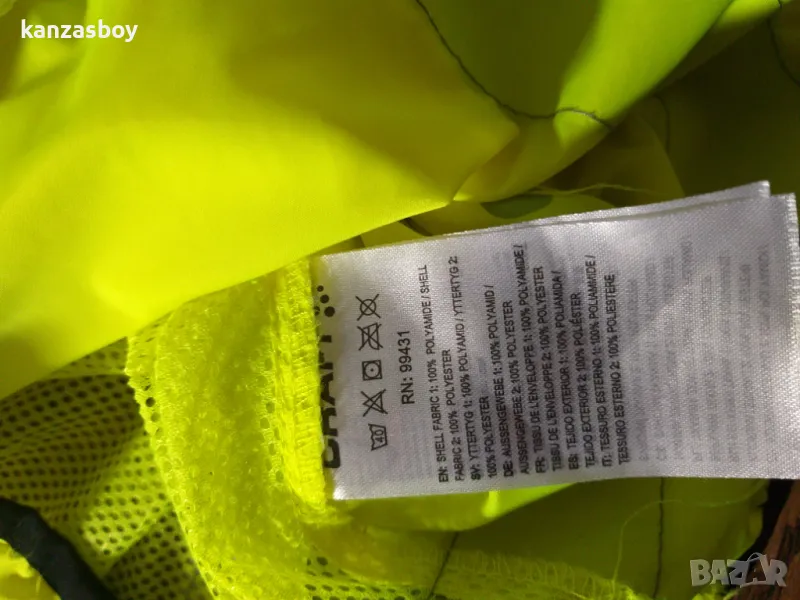 kanzasboy
CRAFT
40
RN: 99431
EN: SHELL FABRIC 1: 100% POLYAMIDE / SHELL
FABRIC 2: 100% POLYESTER
SV: YTTERTYG 1: 100% POLYAMID / YTTERTYG 2:
100% POLYESTER
DE: AUSSENGEWEBE 1: 100% POLYAMID /
AUSSENGEWEBE 2: 100% POLYESTER
FR: TISSU DE L'ENVELOPPE 1: 100% POLYAMIDE /
TISSU DE L'ENVELOPPE 2: 100% POLYESTER
ES: TEJIDO EXTERIOR 1: 100% POLIAMIDA /
TEJIDO EXTERIOR 2: 100% POLIÉSTER
IT: TESSURO ESTERNO 1: 100% POLIAMMIDE /
TESSURO ESTERNO 2: 100% POLIESTERE
BAZAR